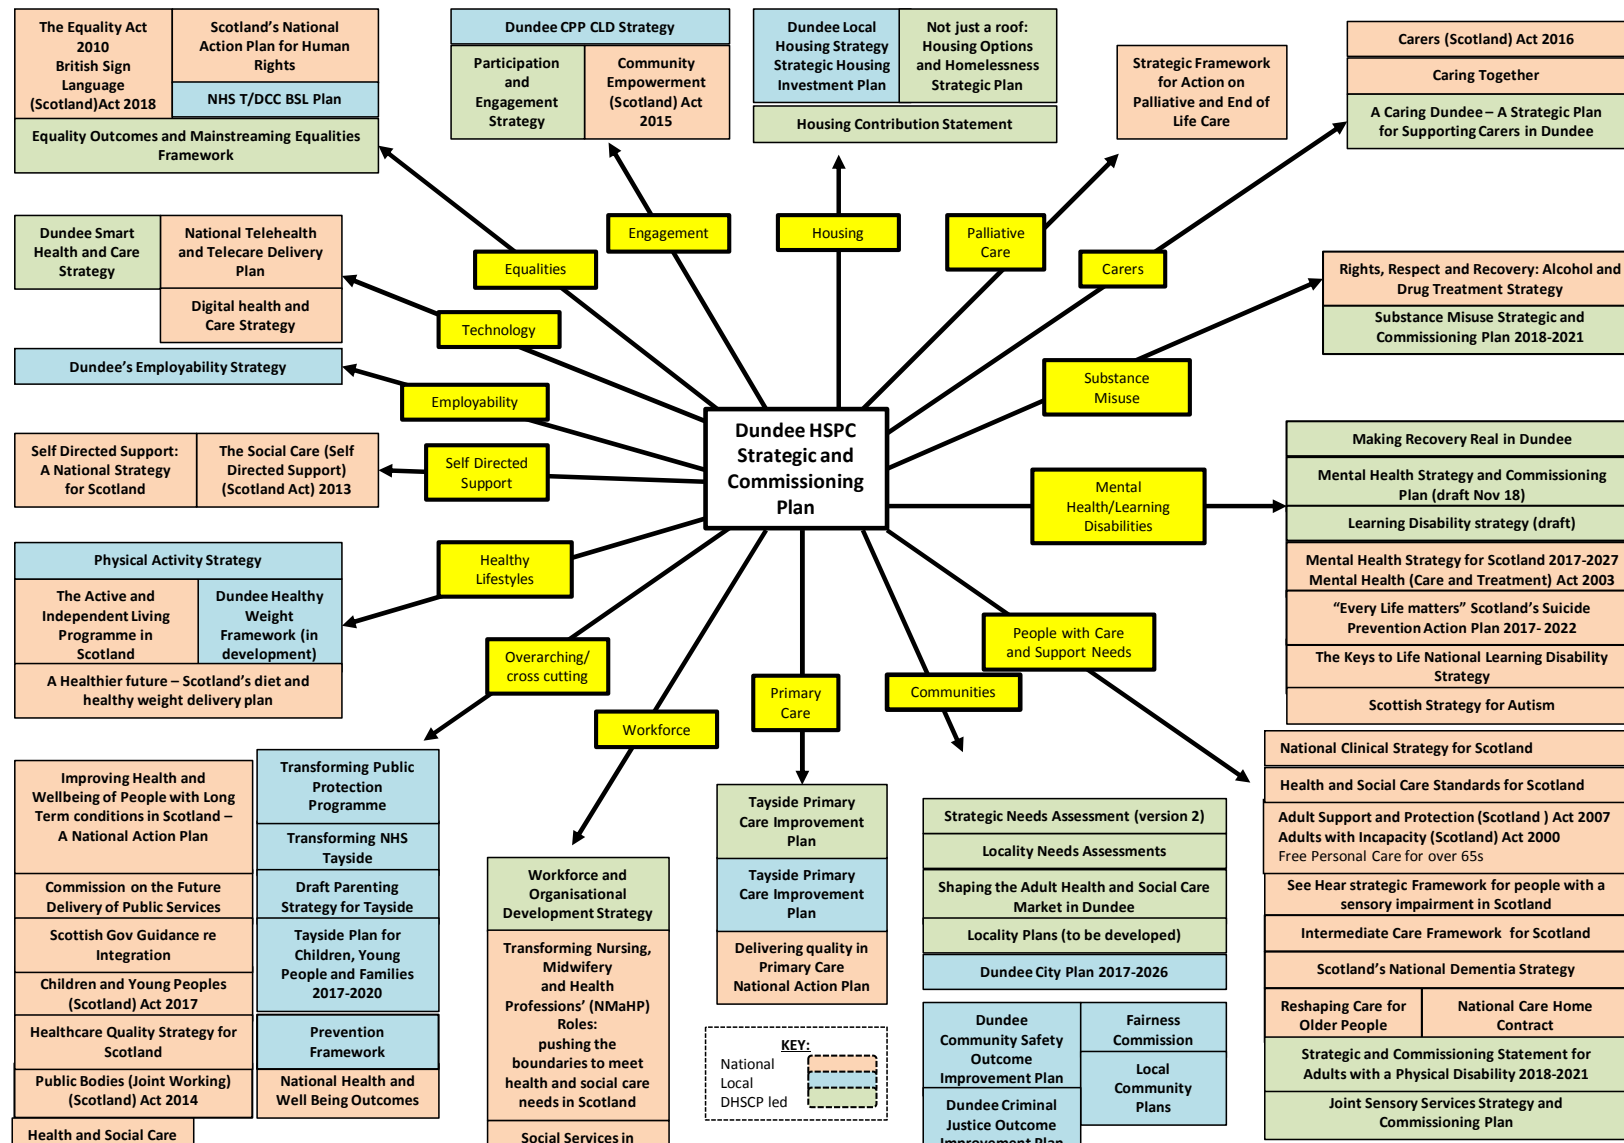 The Equality Act
2010
British Sign
Language
(Scotland)Act 2018
Scotland’s National
Action Plan for Human
Rights
NHS T/DCC BSL Plan
Equality Outcomes and Mainstreaming Equalities
Framework
Dundee CPP CLD Strategy
Participation
and
Engagement
Strategy
Community
Empowerment
(Scotland) Act
2015
Dundee Local
Housing Strategy
Strategic Housing
Investment Plan
Not just a roof:
Housing Options
and Homelessness
Strategic Plan
Housing Contribution Statement
Strategic Framework
for Action on
Palliative and End of
Life Care
Carers (Scotland) Act 2016
Caring Together
A Caring Dundee – A Strategic Plan
for Supporting Carers in Dundee
Engagement
Housing
Palliative
Care
Equalities
Carers
Dundee Smart
Health and Care
Strategy
National Telehealth
and Telecare Delivery
Plan
Digital health and
Care Strategy
Technology
Rights, Respect and Recovery: Alcohol and
Drug Treatment Strategy
Substance Misuse Strategic and
Commissioning Plan 2018-2021
Dundee’s Employability Strategy
Employability
Substance
Misuse
Self Directed Support:
A National Strategy
for Scotland
The Social Care (Self
Directed Support)
(Scotland Act) 2013
Self Directed
Support
Dundee HSPC
Strategic and
Commissioning
Plan
Mental
Health/Learning
Disabilities
Making Recovery Real in Dundee
Mental Health Strategy and Commissioning
Plan (draft Nov 18)
Learning Disability strategy (draft)
Mental Health Strategy for Scotland 2017-2027
Mental Health (Care and Treatment) Act 2003
“Every Life matters” Scotland’s Suicide
Prevention Action Plan 2017- 2022
The Keys to Life National Learning Disability
Strategy
Scottish Strategy for Autism
Physical Activity Strategy
The Active and
Independent Living
Programme in
Scotland
Dundee Healthy
Weight
Framework (in
development)
A Healthier future – Scotland’s diet and
healthy weight delivery plan
Healthy
Lifestyles
Overarching/
cross cutting
Workforce
Primary
Care
Communities
People with Care
and Support Needs
Improving Health and
Wellbeing of People with Long
Term conditions in Scotland –
A National Action Plan
Commission on the Future
Delivery of Public Services
Scottish Gov Guidance re
Integration
Children and Young Peoples
(Scotland) Act 2017
Healthcare Quality Strategy for
Scotland
Public Bodies (Joint Working)
(Scotland) Act 2014
Health and Social Care
Transforming Public
Protection
Programme
Transforming NHS
Tayside
Draft Parenting
Strategy for Tayside
Tayside Plan for
Children, Young
People and Families
2017-2020
Prevention
Framework
National Health and
Well Being Outcomes
Workforce and
Organisational
Development Strategy
Transforming Nursing,
Midwifery
and Health
Professions’ (NMaHP)
Roles:
pushing the
boundaries to meet
health and social care
needs in Scotland
Social Services in
Tayside Primary
Care Improvement
Plan
Tayside Primary
Care Improvement
Plan
Delivering quality in
Primary Care
National Action Plan
KEY:
National
Local
DHSCP led
Strategic Needs Assessment (version 2)
Locality Needs Assessments
Shaping the Adult Health and Social Care
Market in Dundee
Locality Plans (to be developed)
Dundee City Plan 2017-2026
Dundee
Community Safety
Outcome
Improvement Plan
Dundee Criminal
Justice Outcome
Improvement Plan
Fairness
Commission
Local
Community
Plans
National Clinical Strategy for Scotland
Health and Social Care Standards for Scotland
Adult Support and Protection (Scotland ) Act 2007
Adults with Incapacity (Scotland) Act 2000
Free Personal Care for over 65s
See Hear strategic Framework for people with a
sensory impairment in Scotland
Intermediate Care Framework for Scotland
Scotland’s National Dementia Strategy
Reshaping Care for
Older People
National Care Home
Contract
Strategic and Commissioning Statement for
Adults with a Physical Disability 2018-2021
Joint Sensory Services Strategy and
Commissioning Plan